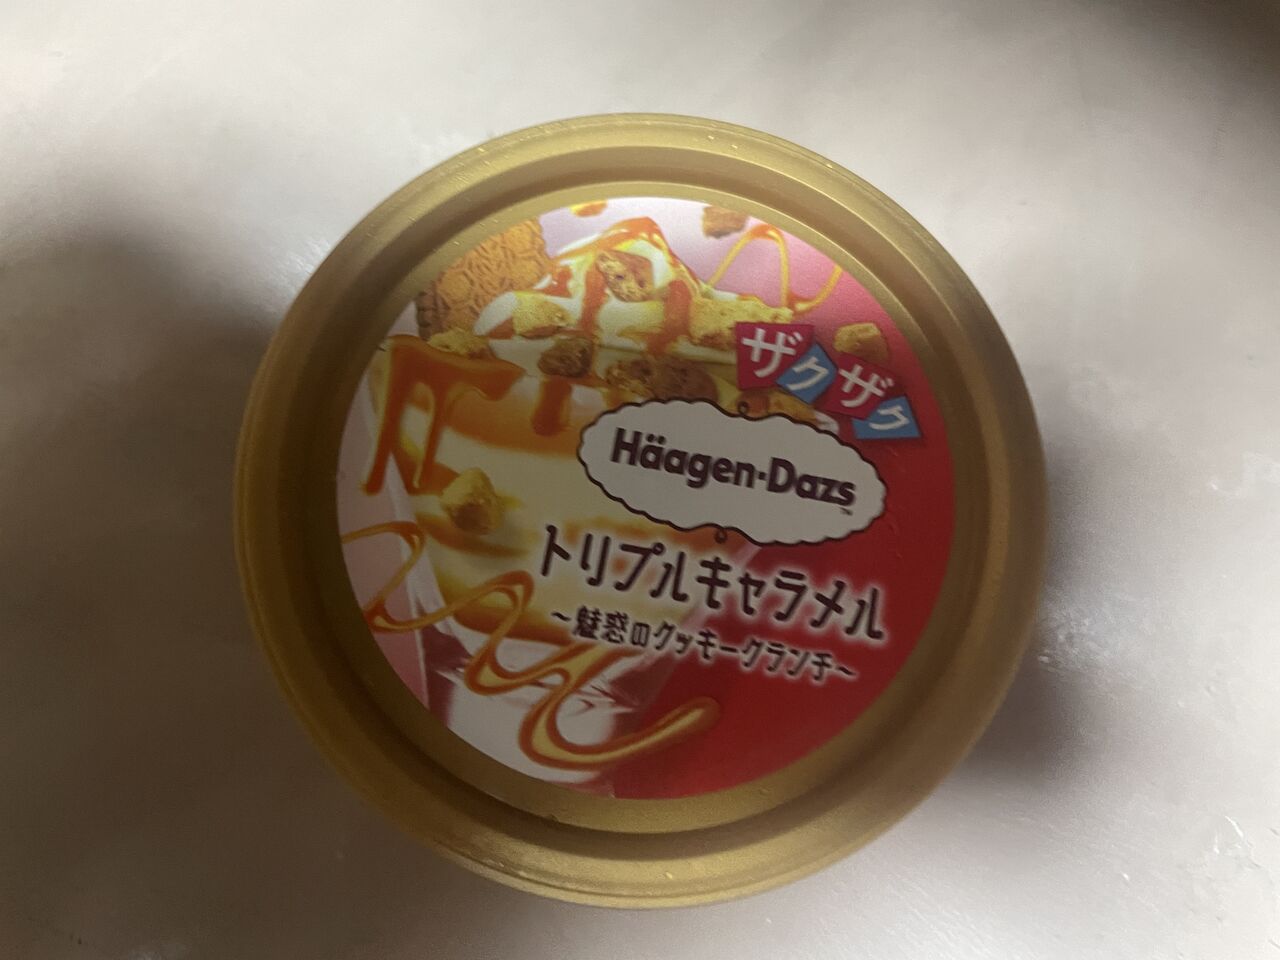 ザクザク
Häagen-Dazs™
トリプルキャラメル
～魅惑のクッキークランチ～